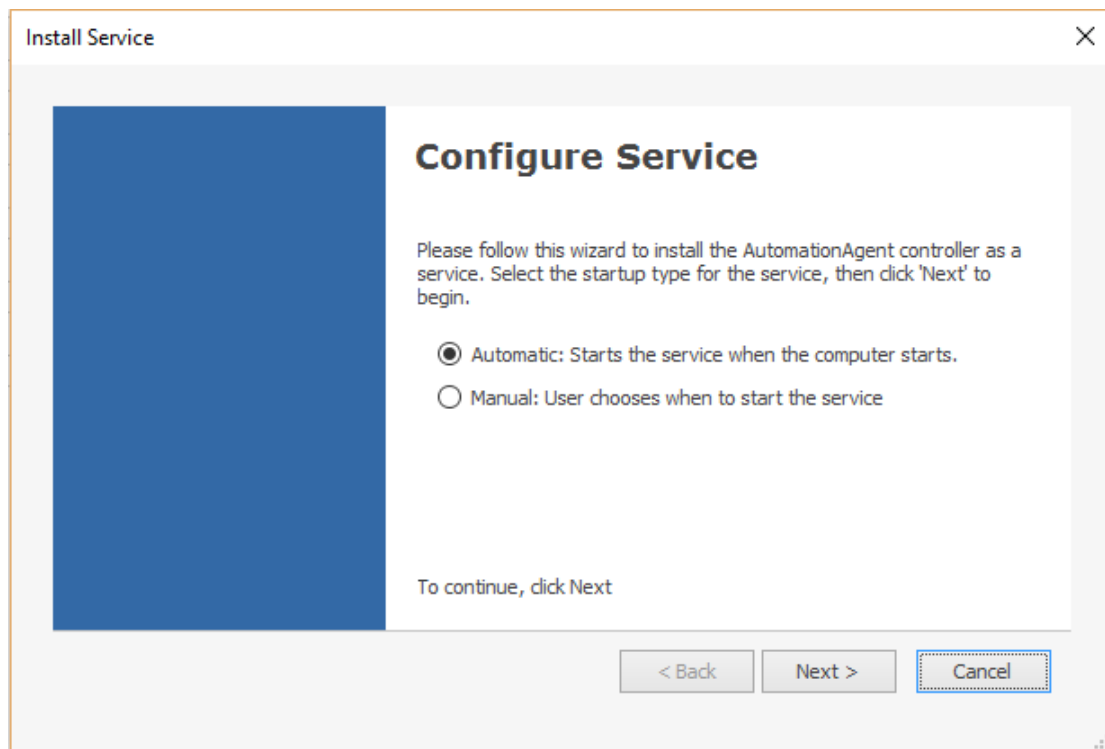 Install Service
Configure Service
Please follow this wizard to install the AutomationAgent controller as a
service. Select the startup type for the service, then click 'Next' to
begin.
Automatic: Starts the service when the computer starts.
Manual: User chooses when to start the service
To continue, click Next
< Back
Next >
Cancel